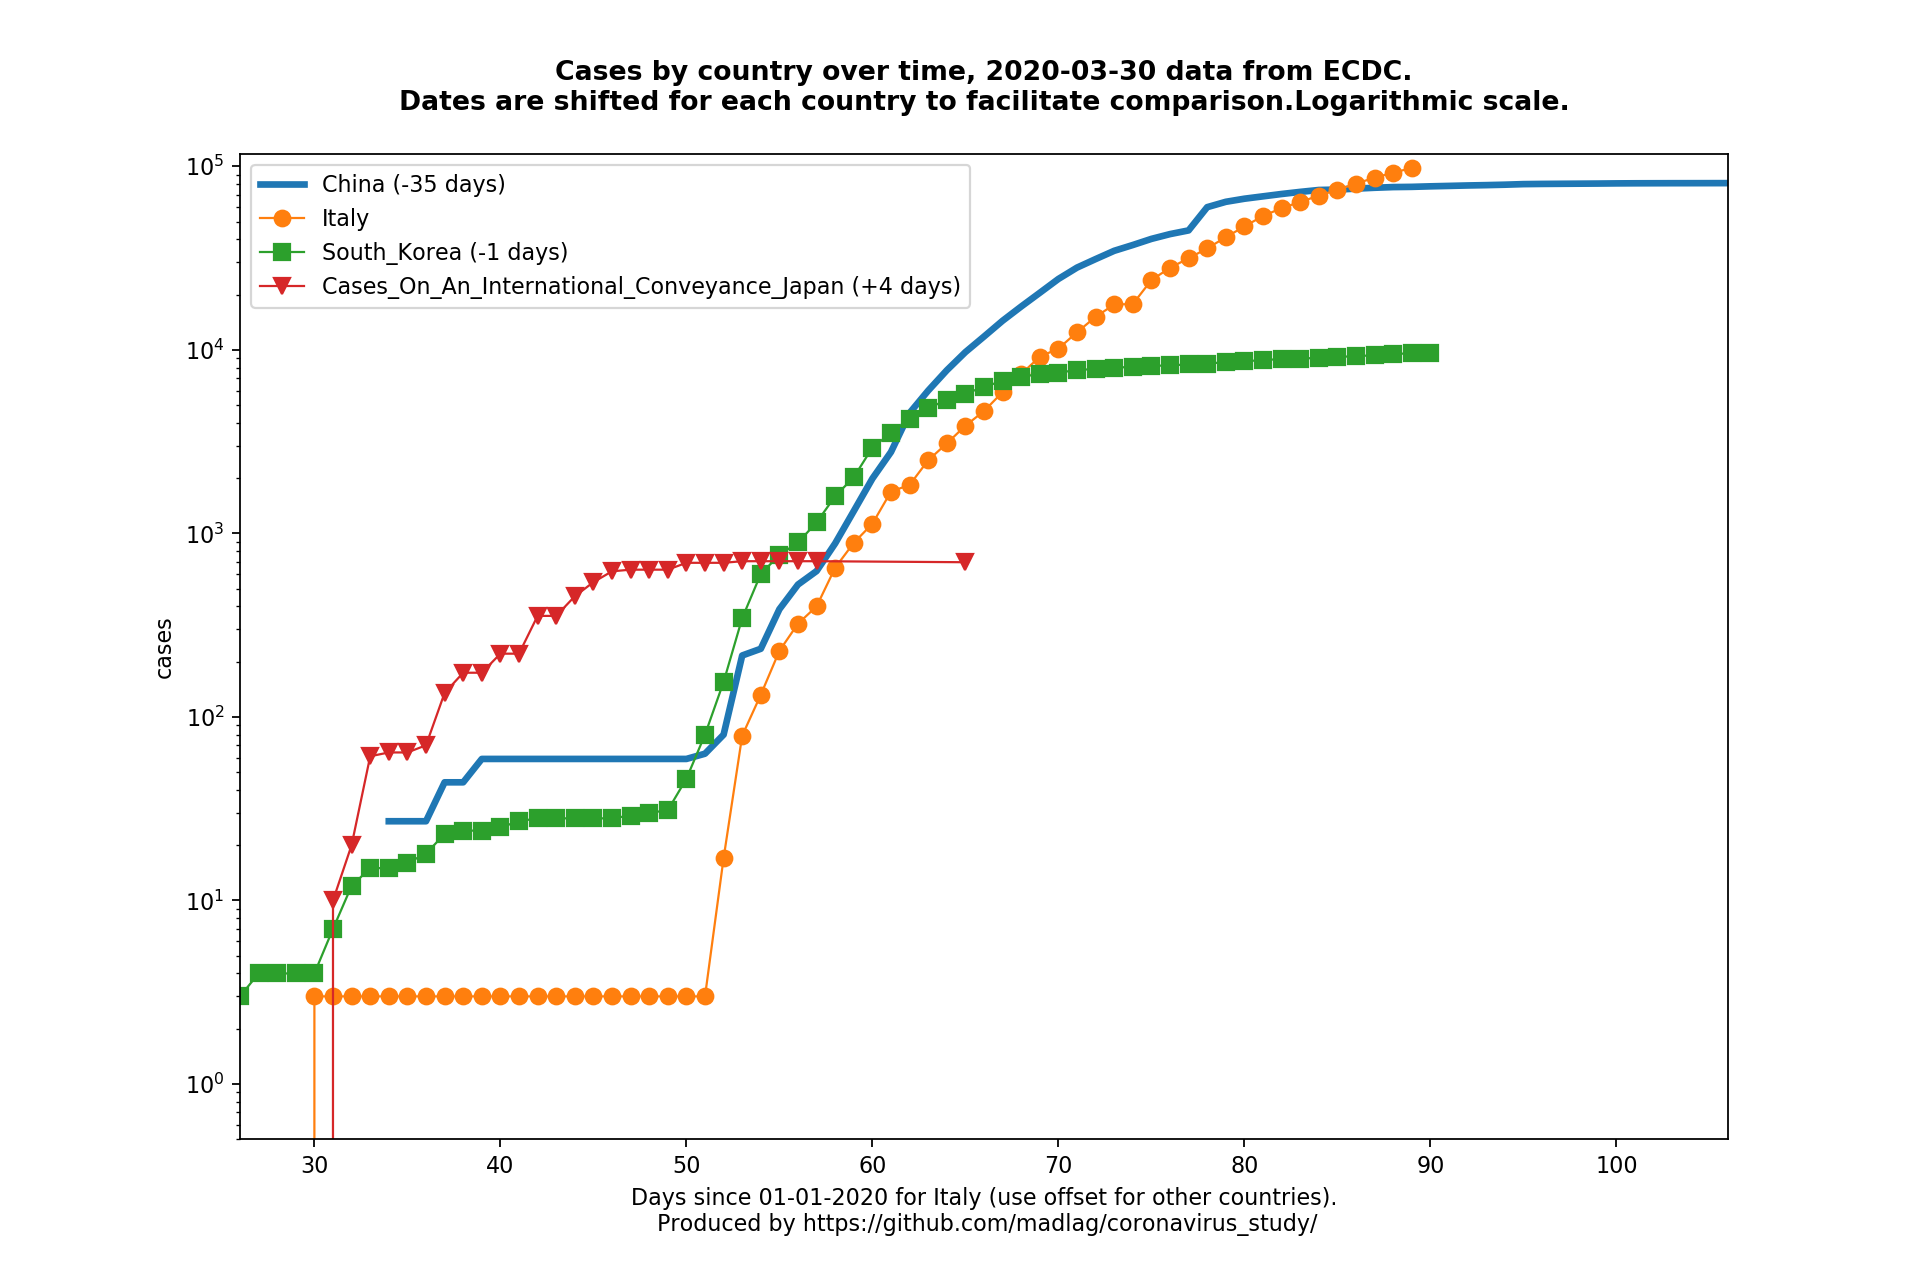 Cases by country over time, 2020-03-30 data from ECDC.
Dates are shifted for each country to facilitate comparison.Logarithmic scale.
10⁵
10⁴
10³
10²
10¹
10⁰
cases
China (-35 days)
Italy
South_Korea (-1 days)
Cases_On_An_International_Conveyance_Japan (+4 days)
30 40 50 60 70 80 90 100
Days since 01-01-2020 for Italy (use offset for other countries).
Produced by https://github.com/madlag/coronavirus_study/